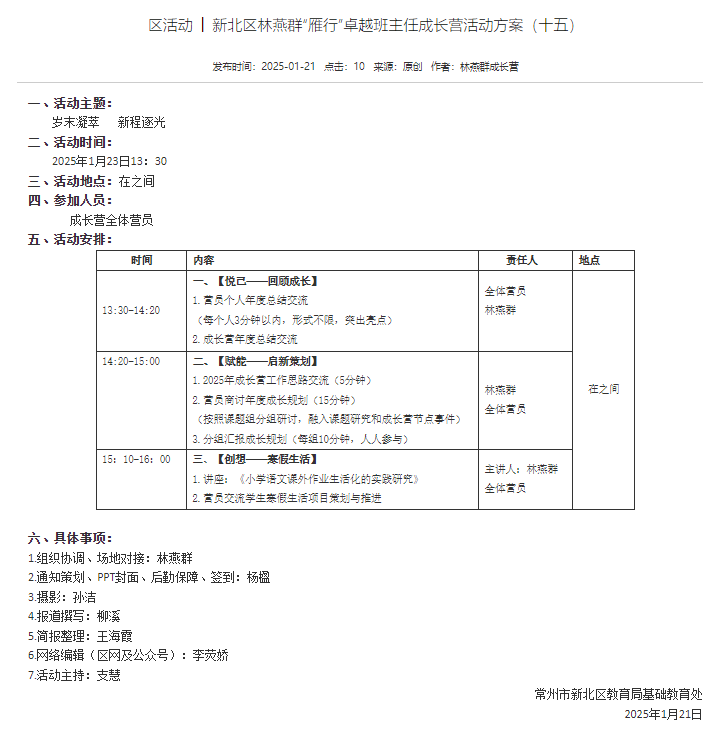 区活动 ┃ 新北区林燕群“雁行”卓越班主任成长营活动方案（十五）
发布时间：2025-01-21 点击：10 来源：原创 作者：林燕群成长营
一、活动主题：
岁末凝萃 新程逐光
二、活动时间：
2025年1月23日13：30
三、活动地点：在之间
四、参加人员：
成长营全体营员
五、活动安排：
时间 内容 责任人 地点
13:30-14:20
一、【悦己——回顾成长】
1.营员个人年度总结交流
（每个人3分钟以内，形式不限，突出亮点）
2.成长营年度总结交流
全体营员
林燕群
在之间
14:20-15:00
二、【赋能——启新策划】
1.2025年成长营工作思路交流（5分钟）
2.营员商讨年度成长规划（15分钟）
（按照课题组分组研讨，融入课题研究和成长营节点事件）
3.分组汇报成长规划（每组10分钟，人人参与）
林燕群
全体营员
15：10-16：00
三、【创想——寒假生活】
1.讲座：《小学语文课外作业生活化的实践研究》
2.营员交流学生寒假生活项目策划与推进
主讲人：林燕群
全体营员
六、具体事项：
1.组织协调、场地对接：林燕群
2.通知策划、PPT封面、后勤保障、签到：杨楹
3.摄影：孙洁
4.报道撰写：柳溪
5.简报整理：王海霞
6.网络编辑（区网及公众号）：李荧娇
7.活动主持：支慧
常州市新北区教育局基础教育处
2025年1月21日